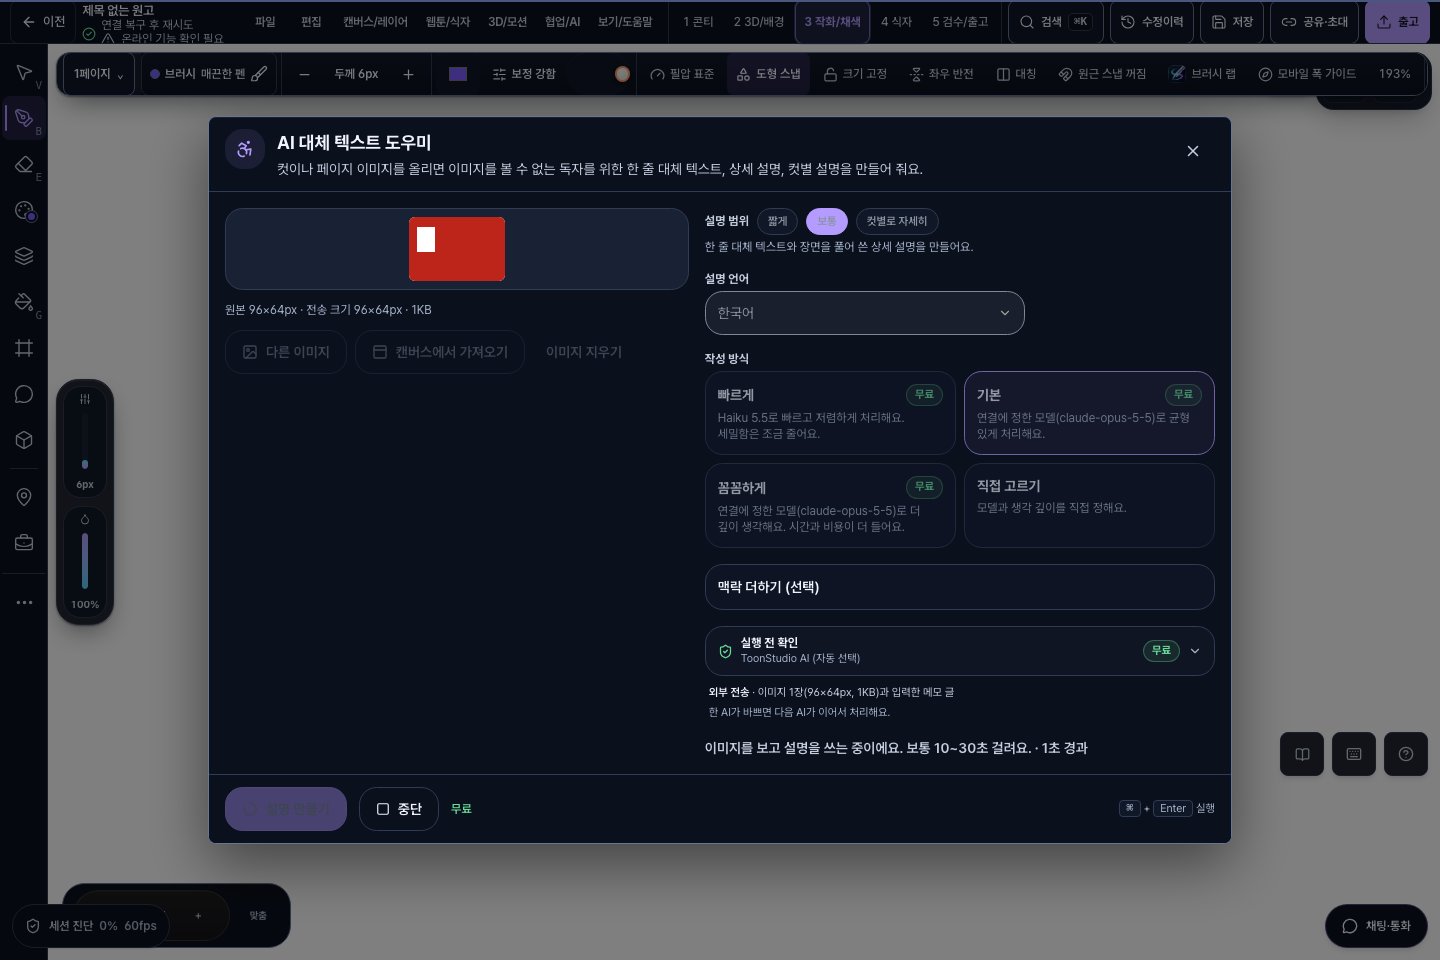 이전
제목 없는 원고
연결 복구 후 재시도
온라인 기능 확인 필요
파일 편집 캔버스/레이어 웹툰/식자 3D/모션 협업/AI 보기/도움말
1 콘티 2 3D/배경 3 작화/채색 4 식자 5 검수/출고
검색 ⌘K 수정이력 저장 공유·초대 출고
1페이지 브러시 매끈한 펜 − 두께 6px + 보정 강함 필압 표준 도형 스냅 크기 고정 좌우 반전 대칭 원근 스냅 꺼짐 브러시 랩 모바일 폭 가이드 193%
V
B
E
G
6px
100%
AI 대체 텍스트 도우미
컷이나 페이지 이미지를 올리면 이미지를 볼 수 없는 독자를 위한 한 줄 대체 텍스트, 상세 설명, 컷별 설명을 만들어 줘요.
원본 96×64px · 전송 크기 96×64px · 1KB
다른 이미지 캔버스에서 가져오기 이미지 지우기
설명 범위 짧게 보통 컷별로 자세히
한 줄 대체 텍스트와 장면을 풀어 쓴 상세 설명을 만들어요.
설명 언어
한국어
작성 방식
빠르게 무료
Haiku 5.5로 빠르고 저렴하게 처리해요.
세밀함은 조금 줄어요.
기본 무료
연결에 정한 모델(claude-opus-5-5)로 균형
있게 처리해요.
꼼꼼하게 무료
연결에 정한 모델(claude-opus-5-5)로 더
깊이 생각해요. 시간과 비용이 더 들어요.
직접 고르기
모델과 생각 깊이를 직접 정해요.
맥락 더하기 (선택)
실행 전 확인
ToonStudio AI (자동 선택)
무료
외부 전송 · 이미지 1장(96×64px, 1KB)과 입력한 메모 글
한 AI가 바쁘면 다음 AI가 이어서 처리해요.
이미지를 보고 설명을 쓰는 중이에요. 보통 10~30초 걸려요. · 1초 경과
설명 만들기 중단 무료
⌘ + Enter 실행
세션 진단 0% 60fps
+ 맞춤
채팅·통화